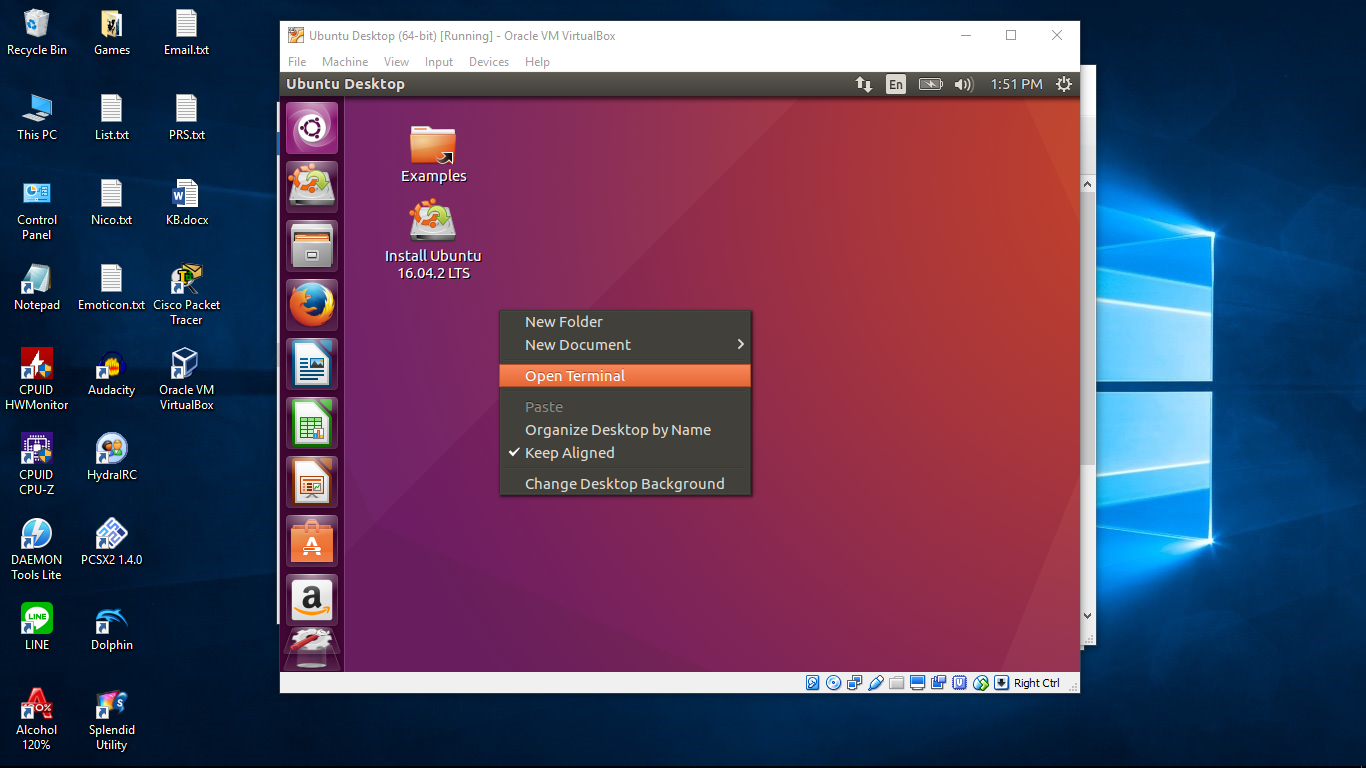 Recycle Bin
Games
Email.txt
This PC
List.txt
PRS.txt
Control
Panel
Nico.txt
KB.docx
Notepad
Emoticon.txt
Cisco Packet
Tracer
CPUID
HWMonitor
Audacity
Oracle VM
VirtualBox
CPUID
CPU-Z
HydraIRC
DAEMON
Tools Lite
PCSX2 1.4.0
LINE
LINE
Dolphin
Alcohol
120%
Splendid
Utility
Ubuntu Desktop (64-bit) [Running] - Oracle VM VirtualBox
File Machine View Input Devices Help
Ubuntu Desktop
En
1:51 PM
Examples
Install Ubuntu
16.04.2 LTS
New Folder
New Document
Open Terminal
Paste
Organize Desktop by Name
Keep Aligned
Change Desktop Background
Right Ctrl